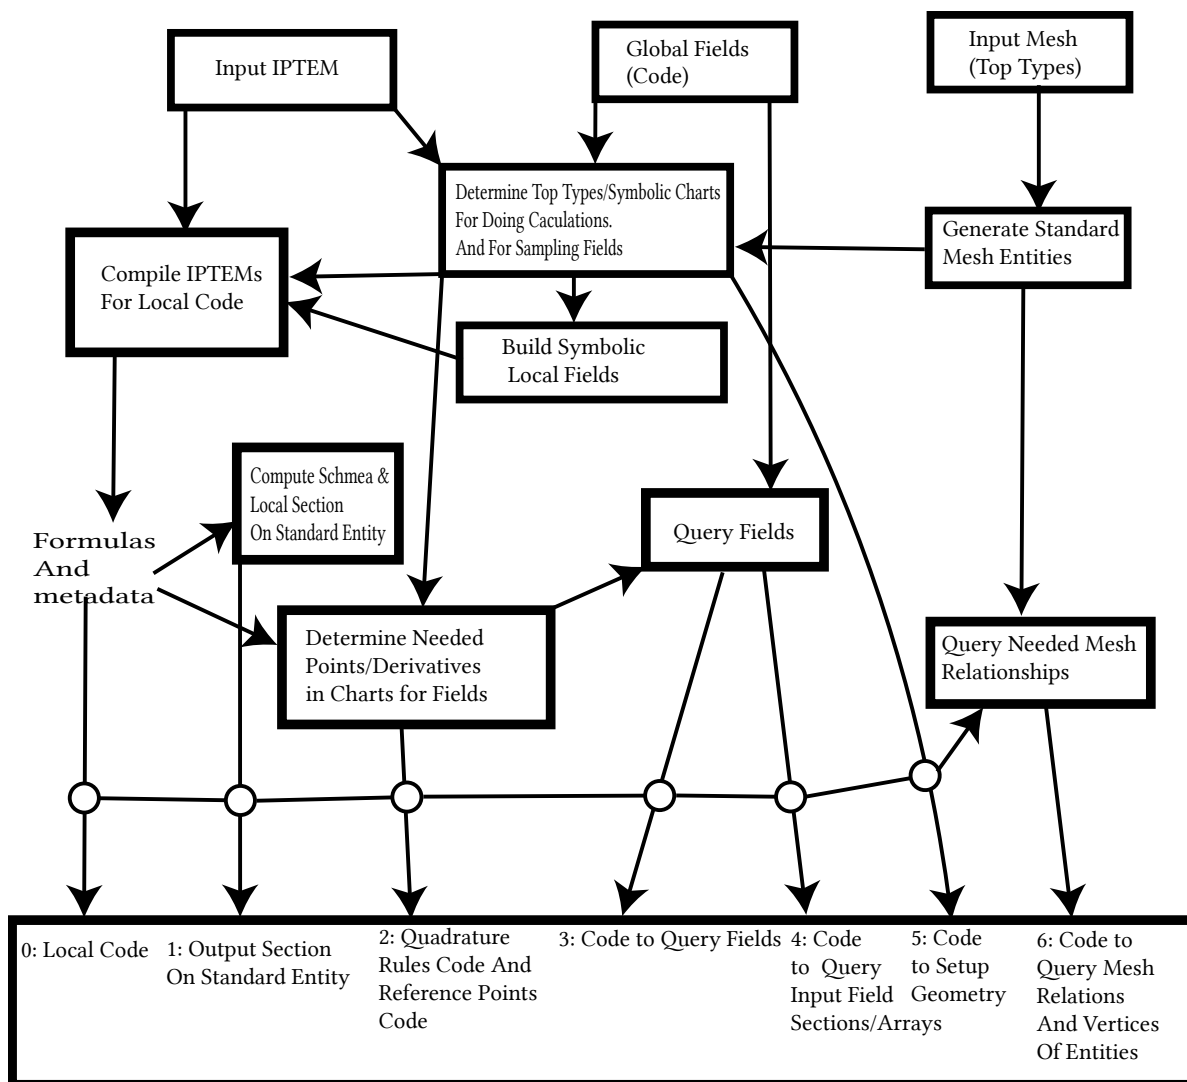 Input IPTEM
Global Fields
(Code)
Input Mesh
(Top Types)
Determine Top Types/Symbolic Charts
For Doing Caculations.
And For Sampling Fields
Generate Standard
Mesh Entities
Compile IPTEMs
For Local Code
Build Symbolic
Local Fields
Compute Schmea &
Local Section
On Standard Entity
Query Fields
Formulas
And
metadata
Determine Needed
Points/Derivatives
in Charts for Fields
Query Needed Mesh
Relationships
0: Local Code
1: Output Section
On Standard Entity
2: Quadrature
Rules Code And
Reference Points
Code
3: Code to Query Fields
4: Code
to Query
Input Field
Sections/Arrays
5: Code
to Setup
Geometry
6: Code to
Query Mesh
Relations
And Vertices
Of Entities